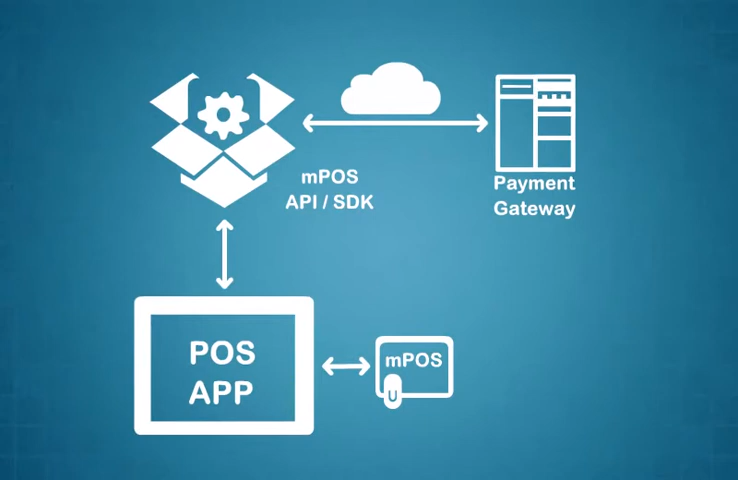 mPOS
API / SDK
Payment
Gateway
POS
APP
mPOS